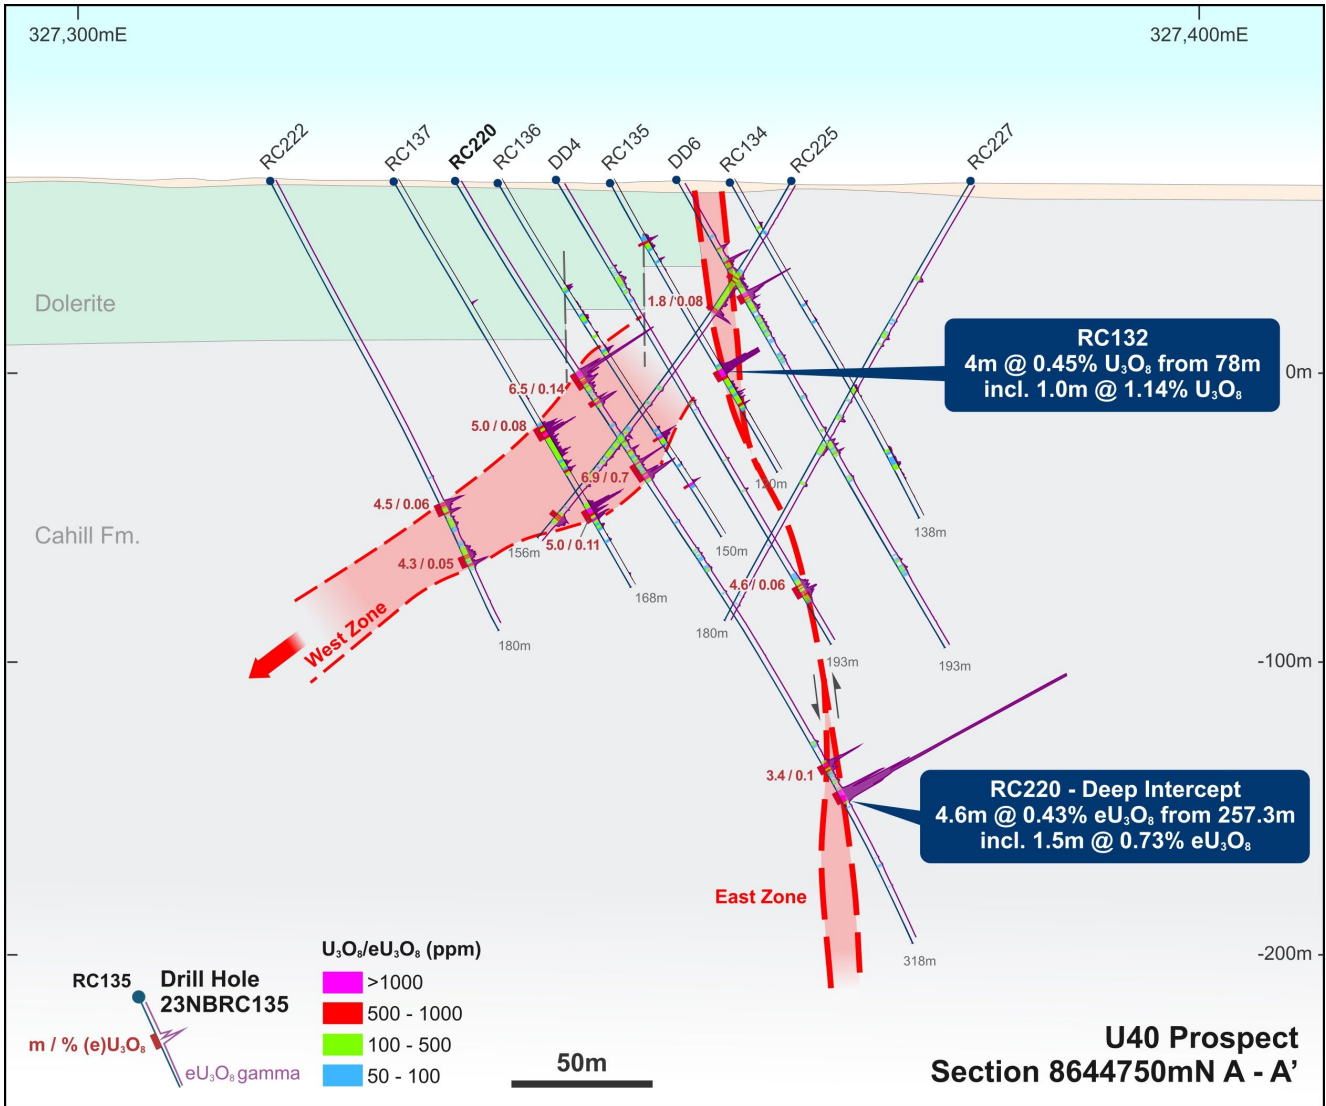 327,300mE
327,400mE
RC222
RC137
RC220
RC136
DD4
RC135
DD6
RC134
RC225
RC227
Dolerite
1.8 / 0.08
RC132
4m @ 0.45% U₃O₈ from 78m
incl. 1.0m @ 1.14% U₃O₈
0m
6.5 / 0.14
5.0 / 0.08
6.9 / 0.7
120m
4.5 / 0.06
Cahill Fm.
138m
5.0 / 0.11
156m
150m
4.3 / 0.05
4.6 / 0.06
168m
West Zone
180m
180m
193m
193m
-100m
3.4 / 0.1
RC220 - Deep Intercept
4.6m @ 0.43% eU₃O₈ from 257.3m
incl. 1.5m @ 0.73% eU₃O₈
East Zone
318m
-200m
RC135
Drill Hole
23NBRC135
m / % (e)U₃O₈
eU₃O₈ gamma
U₃O₈/eU₃O₈ (ppm)
>1000
500 - 1000
100 - 500
50 - 100
50m
U40 Prospect
Section 8644750mN A - A’